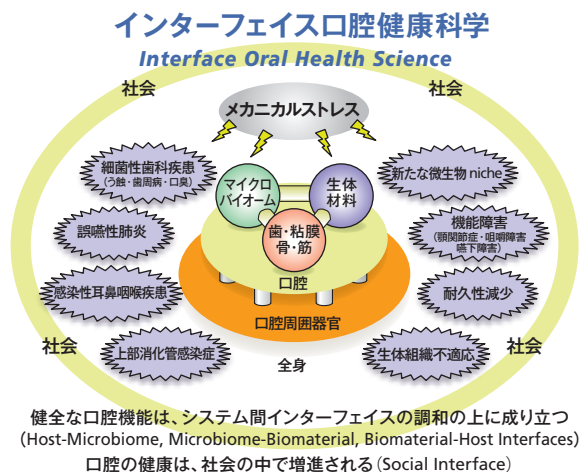 インターフェイス口腔健康科学
Interface Oral Health Science
社会
社会
メカニカルストレス
細菌性歯科疾患
(う蝕・歯周病・口臭)
マイクロ
バイオーム
生体
材料
新たな微生物 niche
誤嚥性肺炎
歯・粘膜
骨・筋
機能障害
(顎関節症・咀嚼障害
嚥下障害)
口腔
感染性耳鼻咽喉疾患
耐久性減少
口腔周囲器官
社会
上部消化管感染症
全身
生体組織不適応
社会
健全な口腔機能は、システム間インターフェイスの調和の上に成り立つ
(Host-Microbiome, Microbiome-Biomaterial, Biomaterial-Host Interfaces)
口腔の健康は、社会の中で増進される(Social Interface)